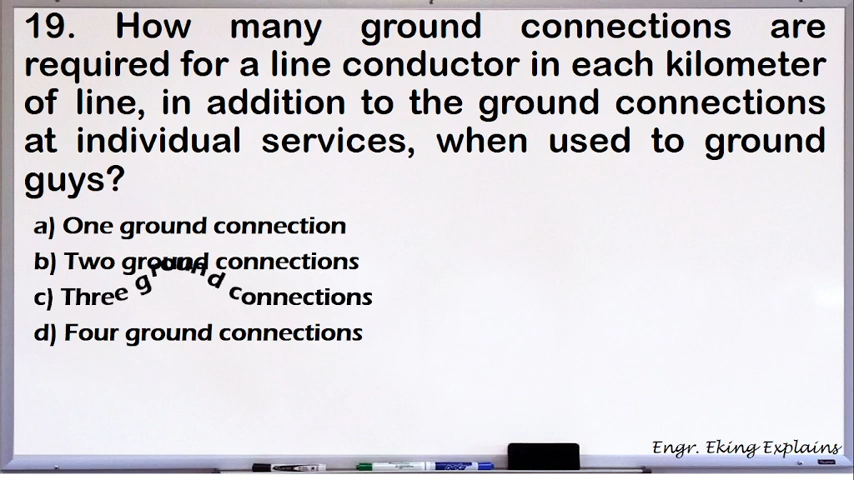 19. How many ground connections are
required for a line conductor in each kilometer
of line, in addition to the ground connections
at individual services, when used to ground
guys?
a) One ground connection
b) Two ground connections
c) Three ground connections
d) Four ground connections
Engr. Eking Explains